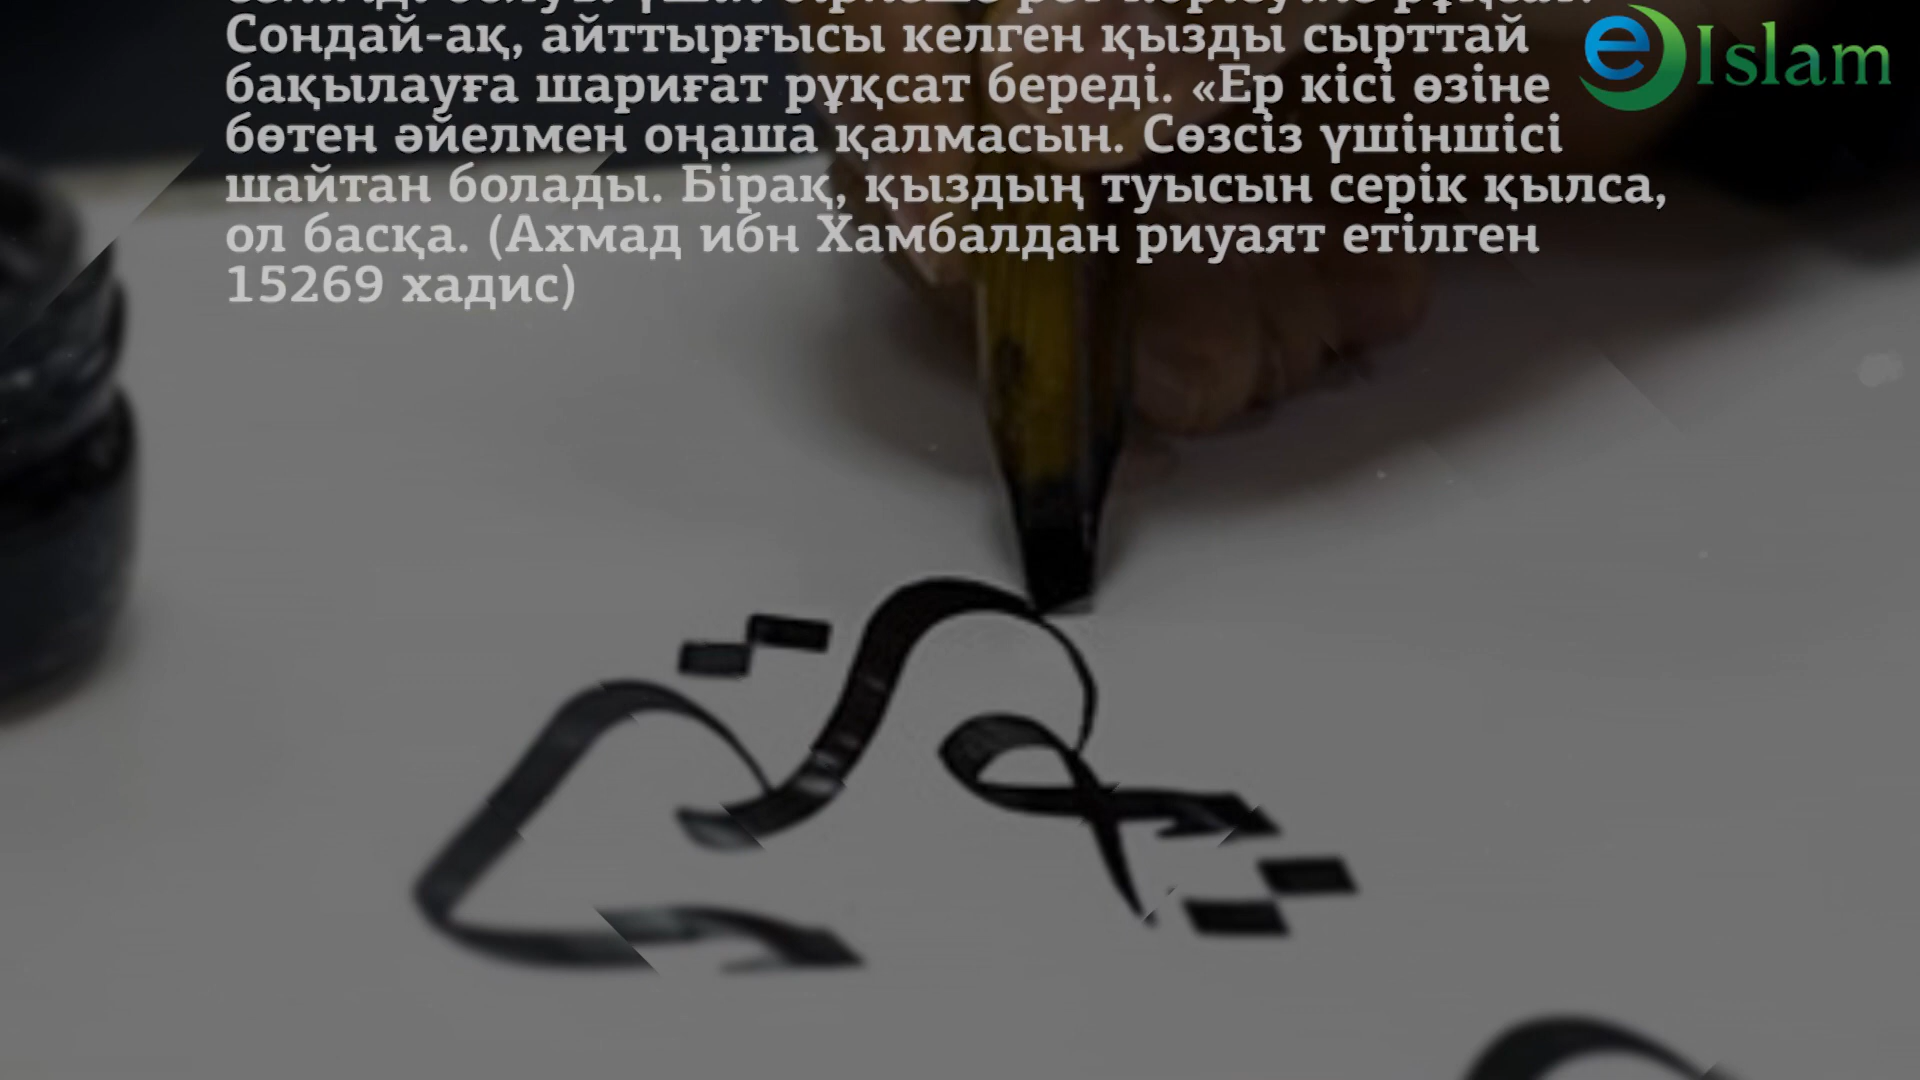 Сондай-ақ, айттырғысы келген қызды сырттай
бақылауға шариғат рұқсат береді. «Ер кісі өзіне
бөтен әйелмен оңаша қалмасын. Сөзсіз үшіншісі
шайтан болады. Бірақ, қыздың туысын серік қылса,
ол басқа. (Ахмад ибн Хамбалдан риуаят етілген
15269 хадис)
e Islam